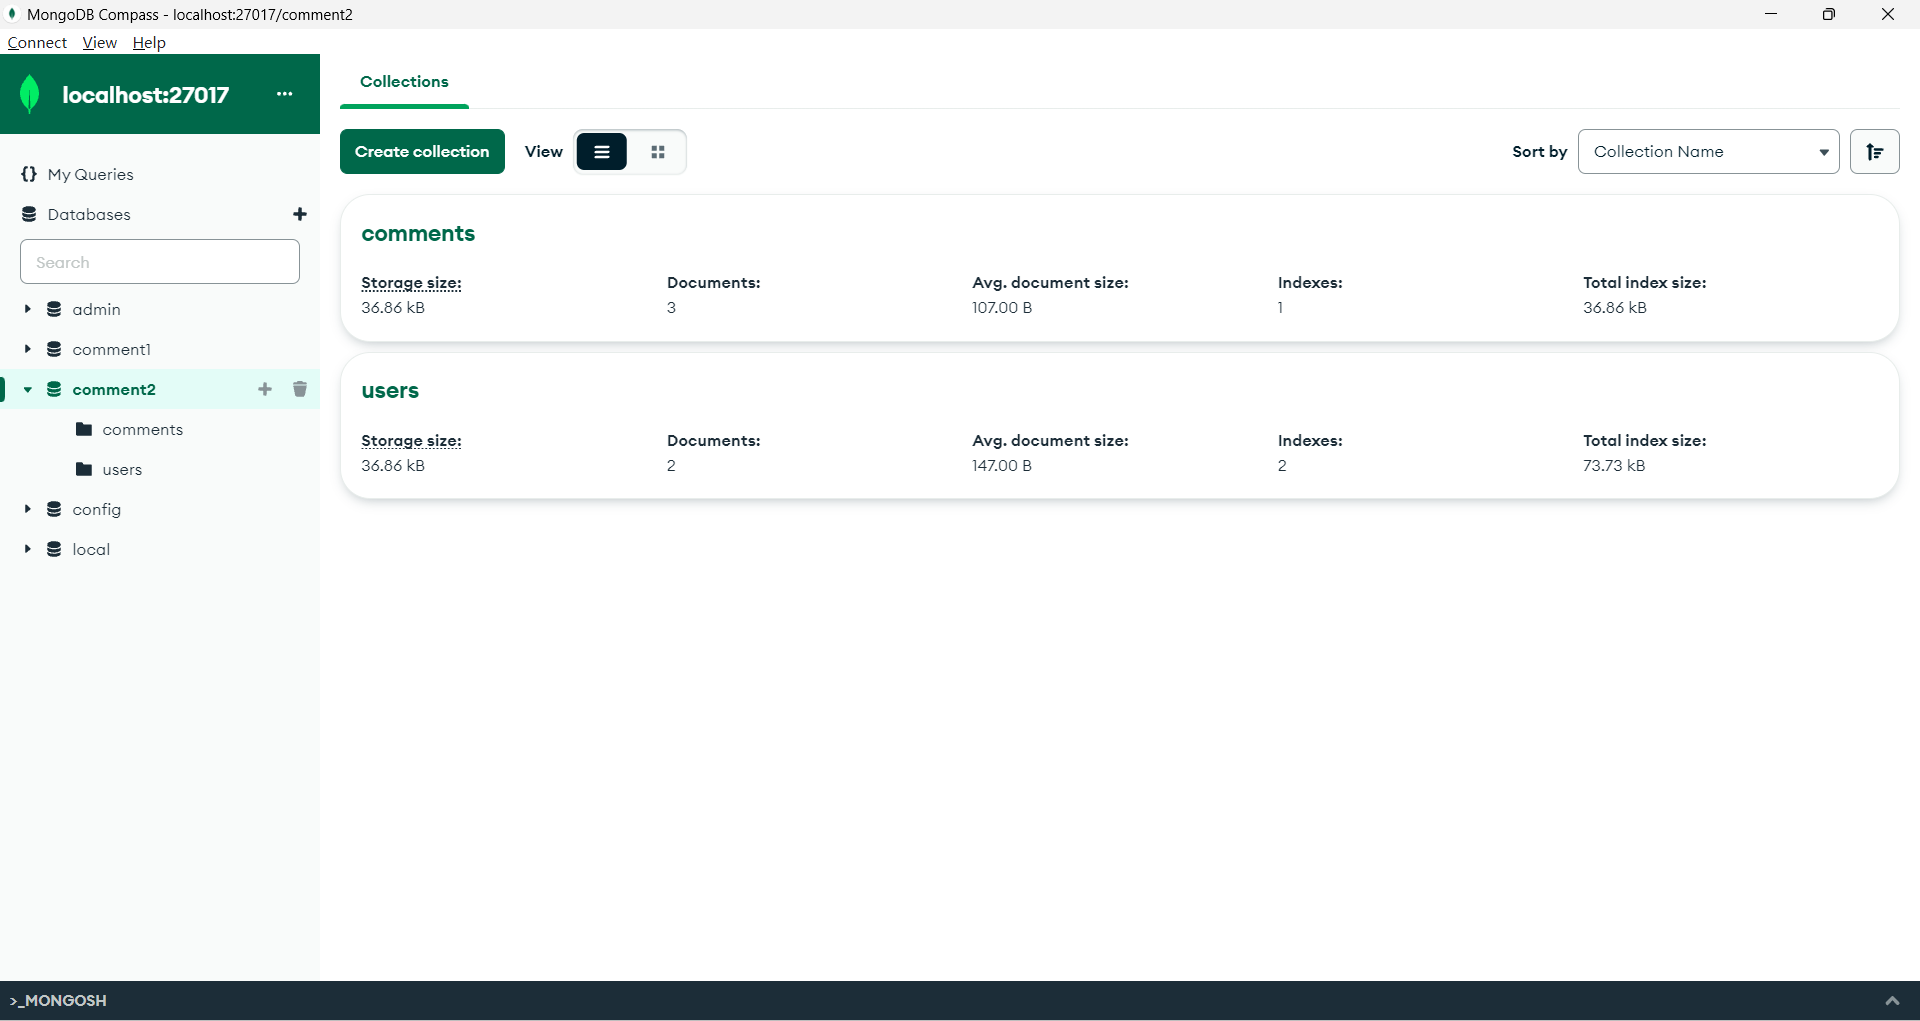 MongoDB Compass - localhost:27017/comment2
Connect View Help
localhost:27017 ...
Collections
Create collection View
Sort by Collection Name
{} My Queries
Databases
Search
admin
comment1
comment2
comments
users
config
local
comments
Storage size: Documents: Avg. document size: Indexes: Total index size:
36.86 kB 3 107.00 B 1 36.86 kB
users
Storage size: Documents: Avg. document size: Indexes: Total index size:
36.86 kB 2 147.00 B 2 73.73 kB
>_MONGOSH